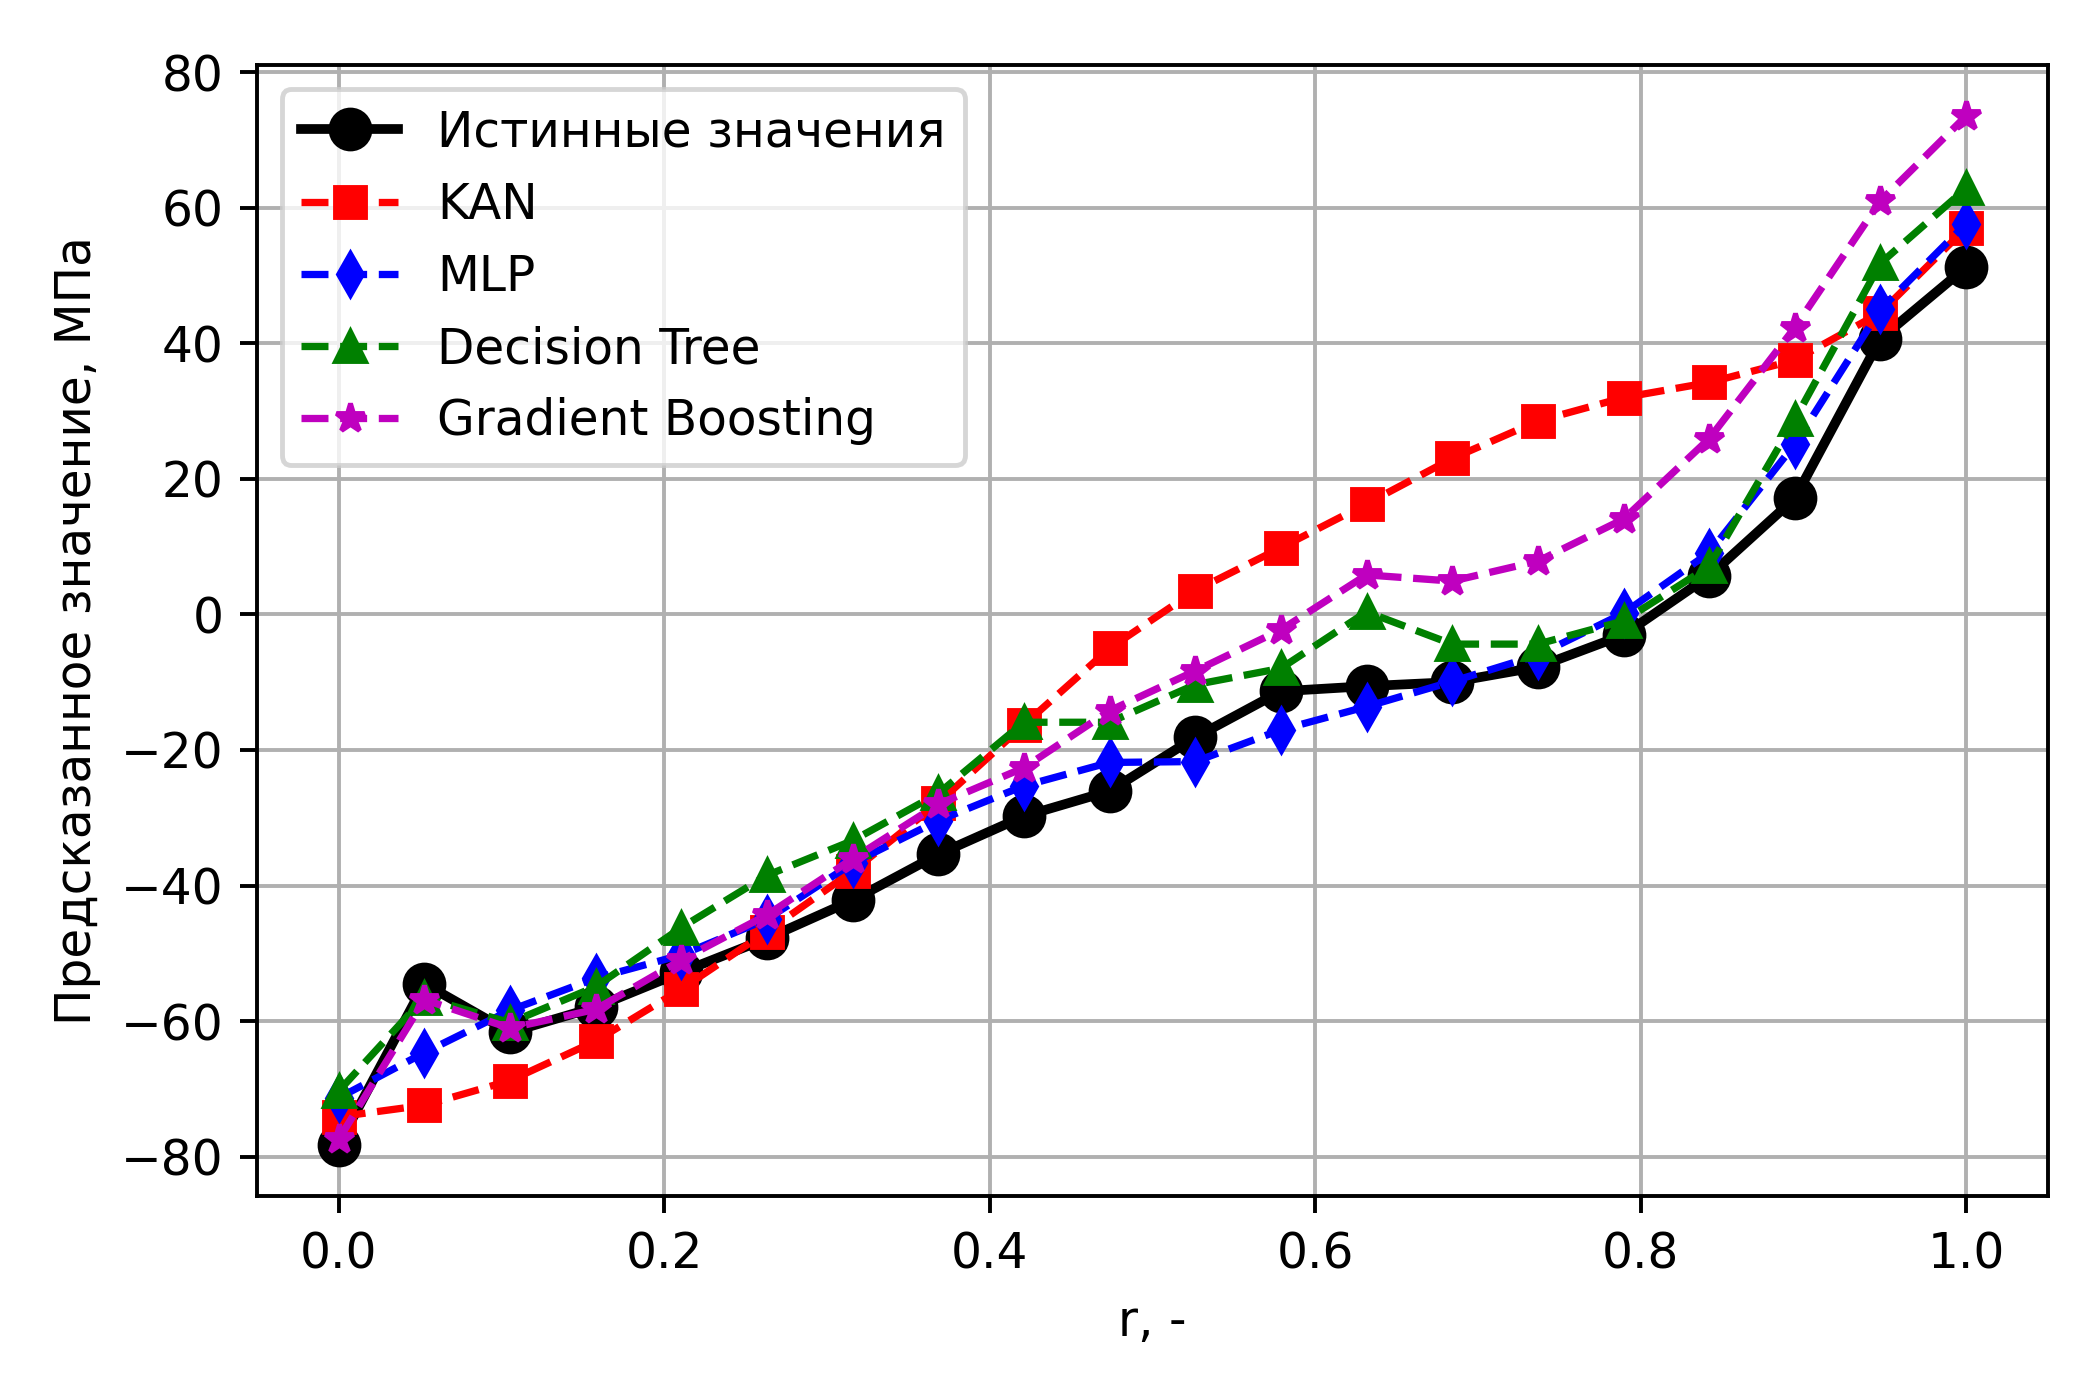 80
60
40
20
0
−20
−40
−60
−80
Предсказанное значение, МПа
Истинные значения
KAN
MLP
Decision Tree
Gradient Boosting
0.0 0.2 0.4 0.6 0.8 1.0
r, -